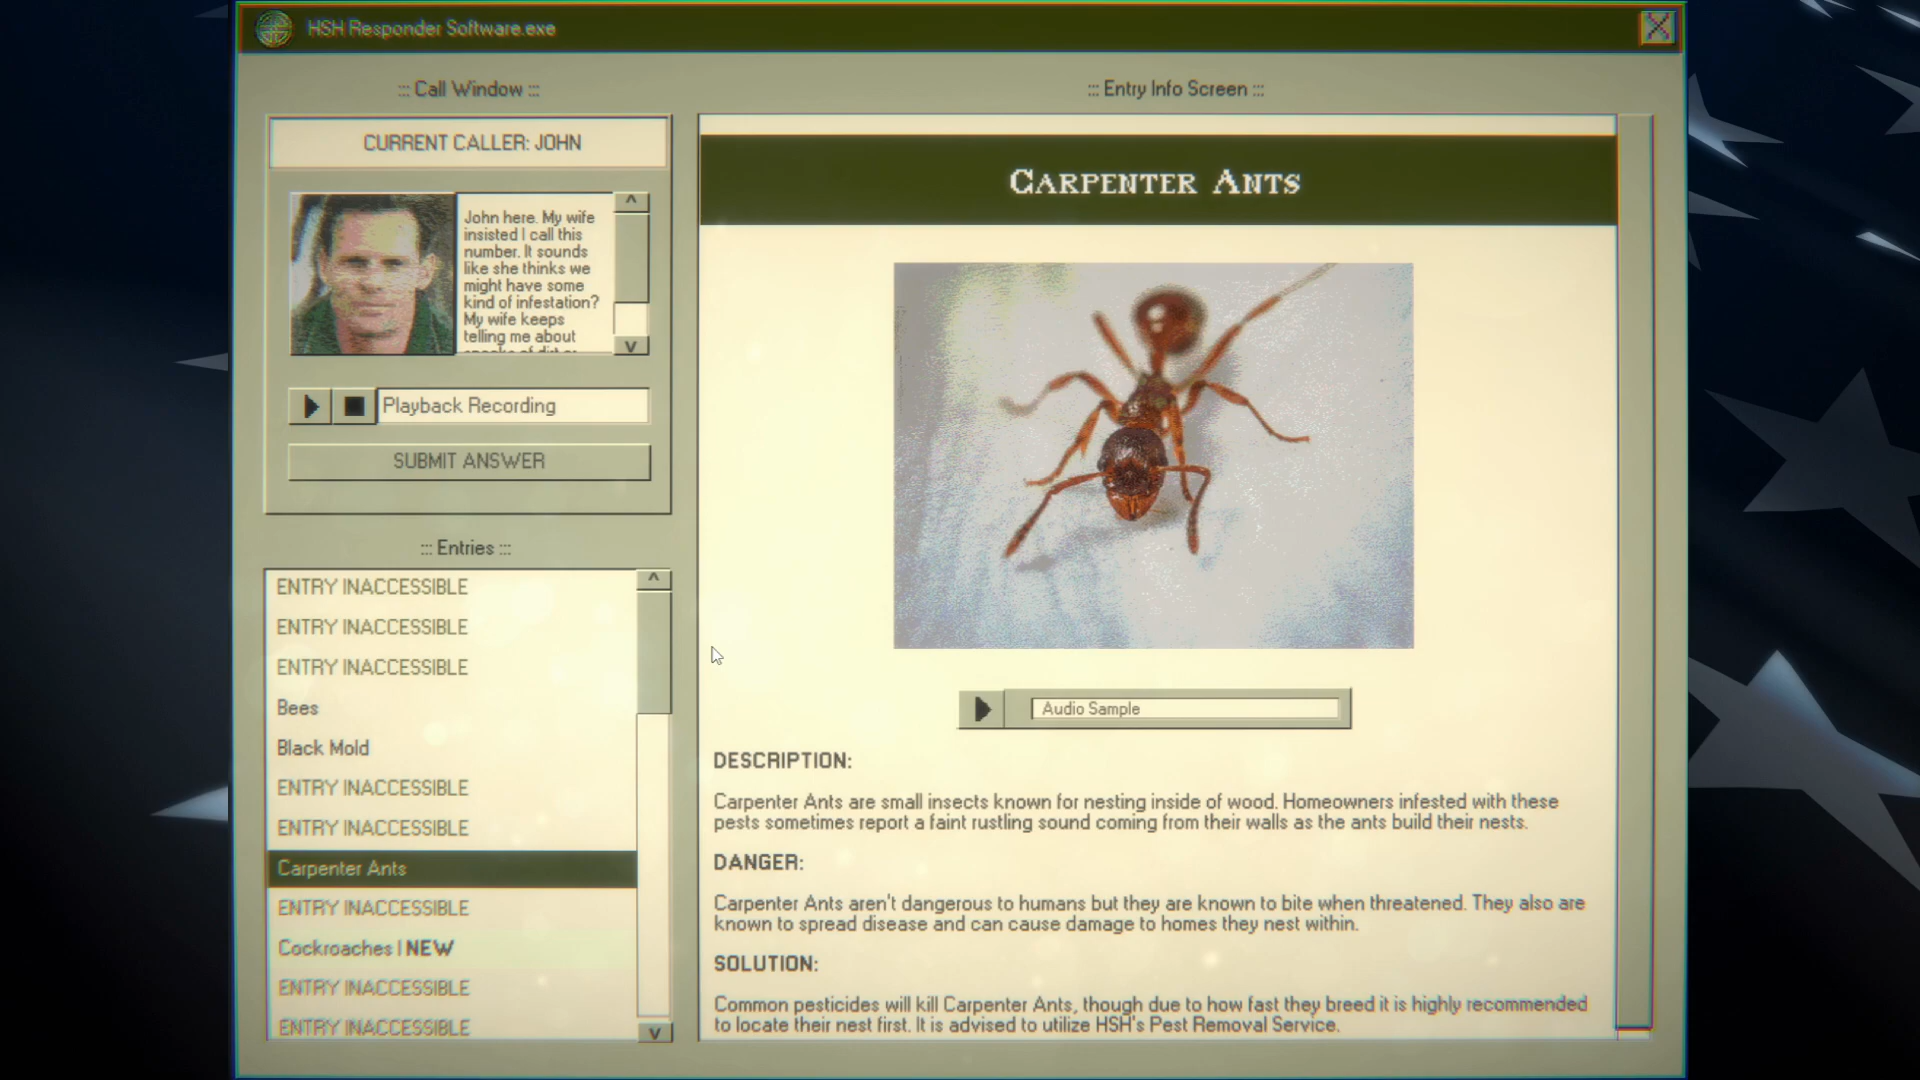 HSH Responder Software.exe
::: Call Window :::
CURRENT CALLER: JOHN
John here. My wife
insisted I call this
number. It sounds
like she thinks we
might have some
kind of infestation?
My wife keeps
telling me about
Playback Recording
SUBMIT ANSWER
::: Entries :::
ENTRY INACCESSIBLE
ENTRY INACCESSIBLE
ENTRY INACCESSIBLE
Bees
Black Mold
ENTRY INACCESSIBLE
ENTRY INACCESSIBLE
Carpenter Ants
ENTRY INACCESSIBLE
Cockroaches | NEW
ENTRY INACCESSIBLE
ENTRY INACCESSIBLE
::: Entry Info Screen :::
CARPENTER ANTS
Audio Sample
DESCRIPTION:
Carpenter Ants are small insects known for nesting inside of wood. Homeowners infested with these
pests sometimes report a faint rustling sound coming from their walls as the ants build their nests.
DANGER:
Carpenter Ants aren't dangerous to humans but they are known to bite when threatened. They also are
known to spread disease and can cause damage to homes they nest within.
SOLUTION:
Common pesticides will kill Carpenter Ants, though due to how fast they breed it is highly recommended
to locate their nest first. It is advised to utilize HSH's Pest Removal Service.